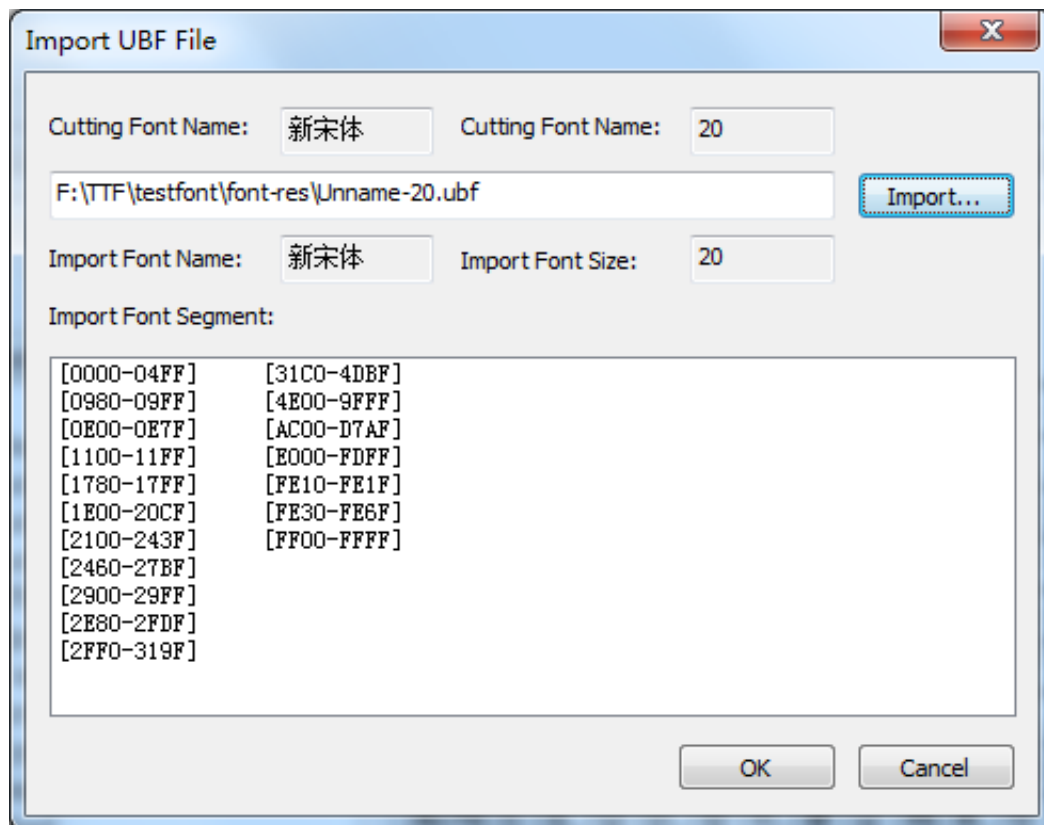 Import UBF File
Cutting Font Name: 新宋体 Cutting Font Name: 20
F:\TTF\testfont\font-res\Unname-20.ubf Import...
Import Font Name: 新宋体 Import Font Size: 20
Import Font Segment:
[0000-04FF] [31C0-4DBF]
[0980-09FF] [4E00-9FFF]
[0E00-0E7F] [AC00-D7AF]
[1100-11FF] [E000-FDFF]
[1780-17FF] [FE10-FE1F]
[1E00-20CF] [FE30-FE6F]
[2100-243F] [FF00-FFFF]
[2460-27BF]
[2900-29FF]
[2E80-2FDF]
[2FF0-319F]
OK Cancel